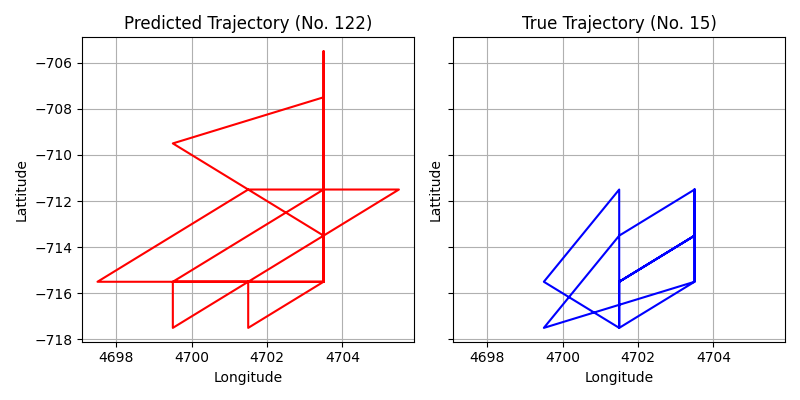 Predicted Trajectory (No. 122)
True Trajectory (No. 15)
−706
−708
−710
−712
−714
−716
−718
Lattitude
Lattitude
4698 4700 4702 4704
4698 4700 4702 4704
Longitude
Longitude